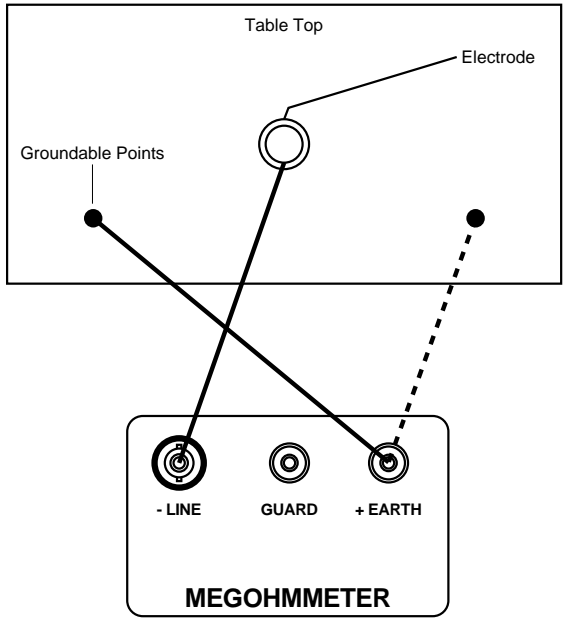 Table Top
Electrode
Groundable Points
- LINE
GUARD
+ EARTH
MEGOHMMETER